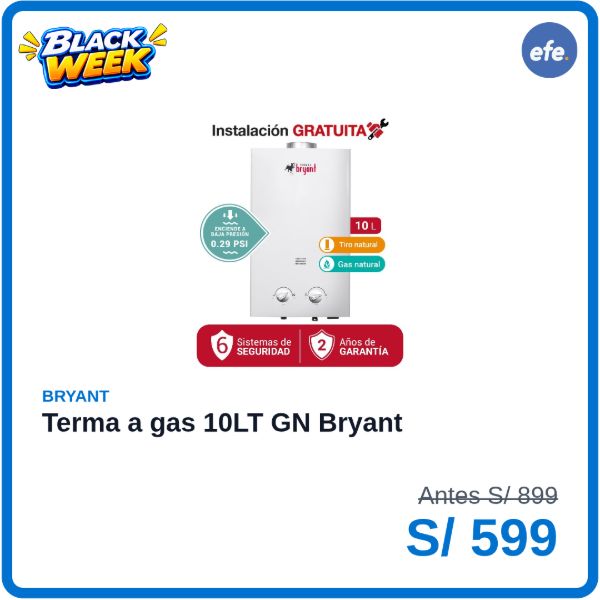 BLACK
WEEK
efe.
Instalación GRATUITA
bryant
ENCIENDE A
BAJA PRESIÓN
0.29 PSI
10 L
Tiro natural
Gas natural
6 Sistemas de
SEGURIDAD
2 Años de
GARANTÍA
BRYANT
Terma a gas 10LT GN Bryant
Antes S/ 899
S/ 599